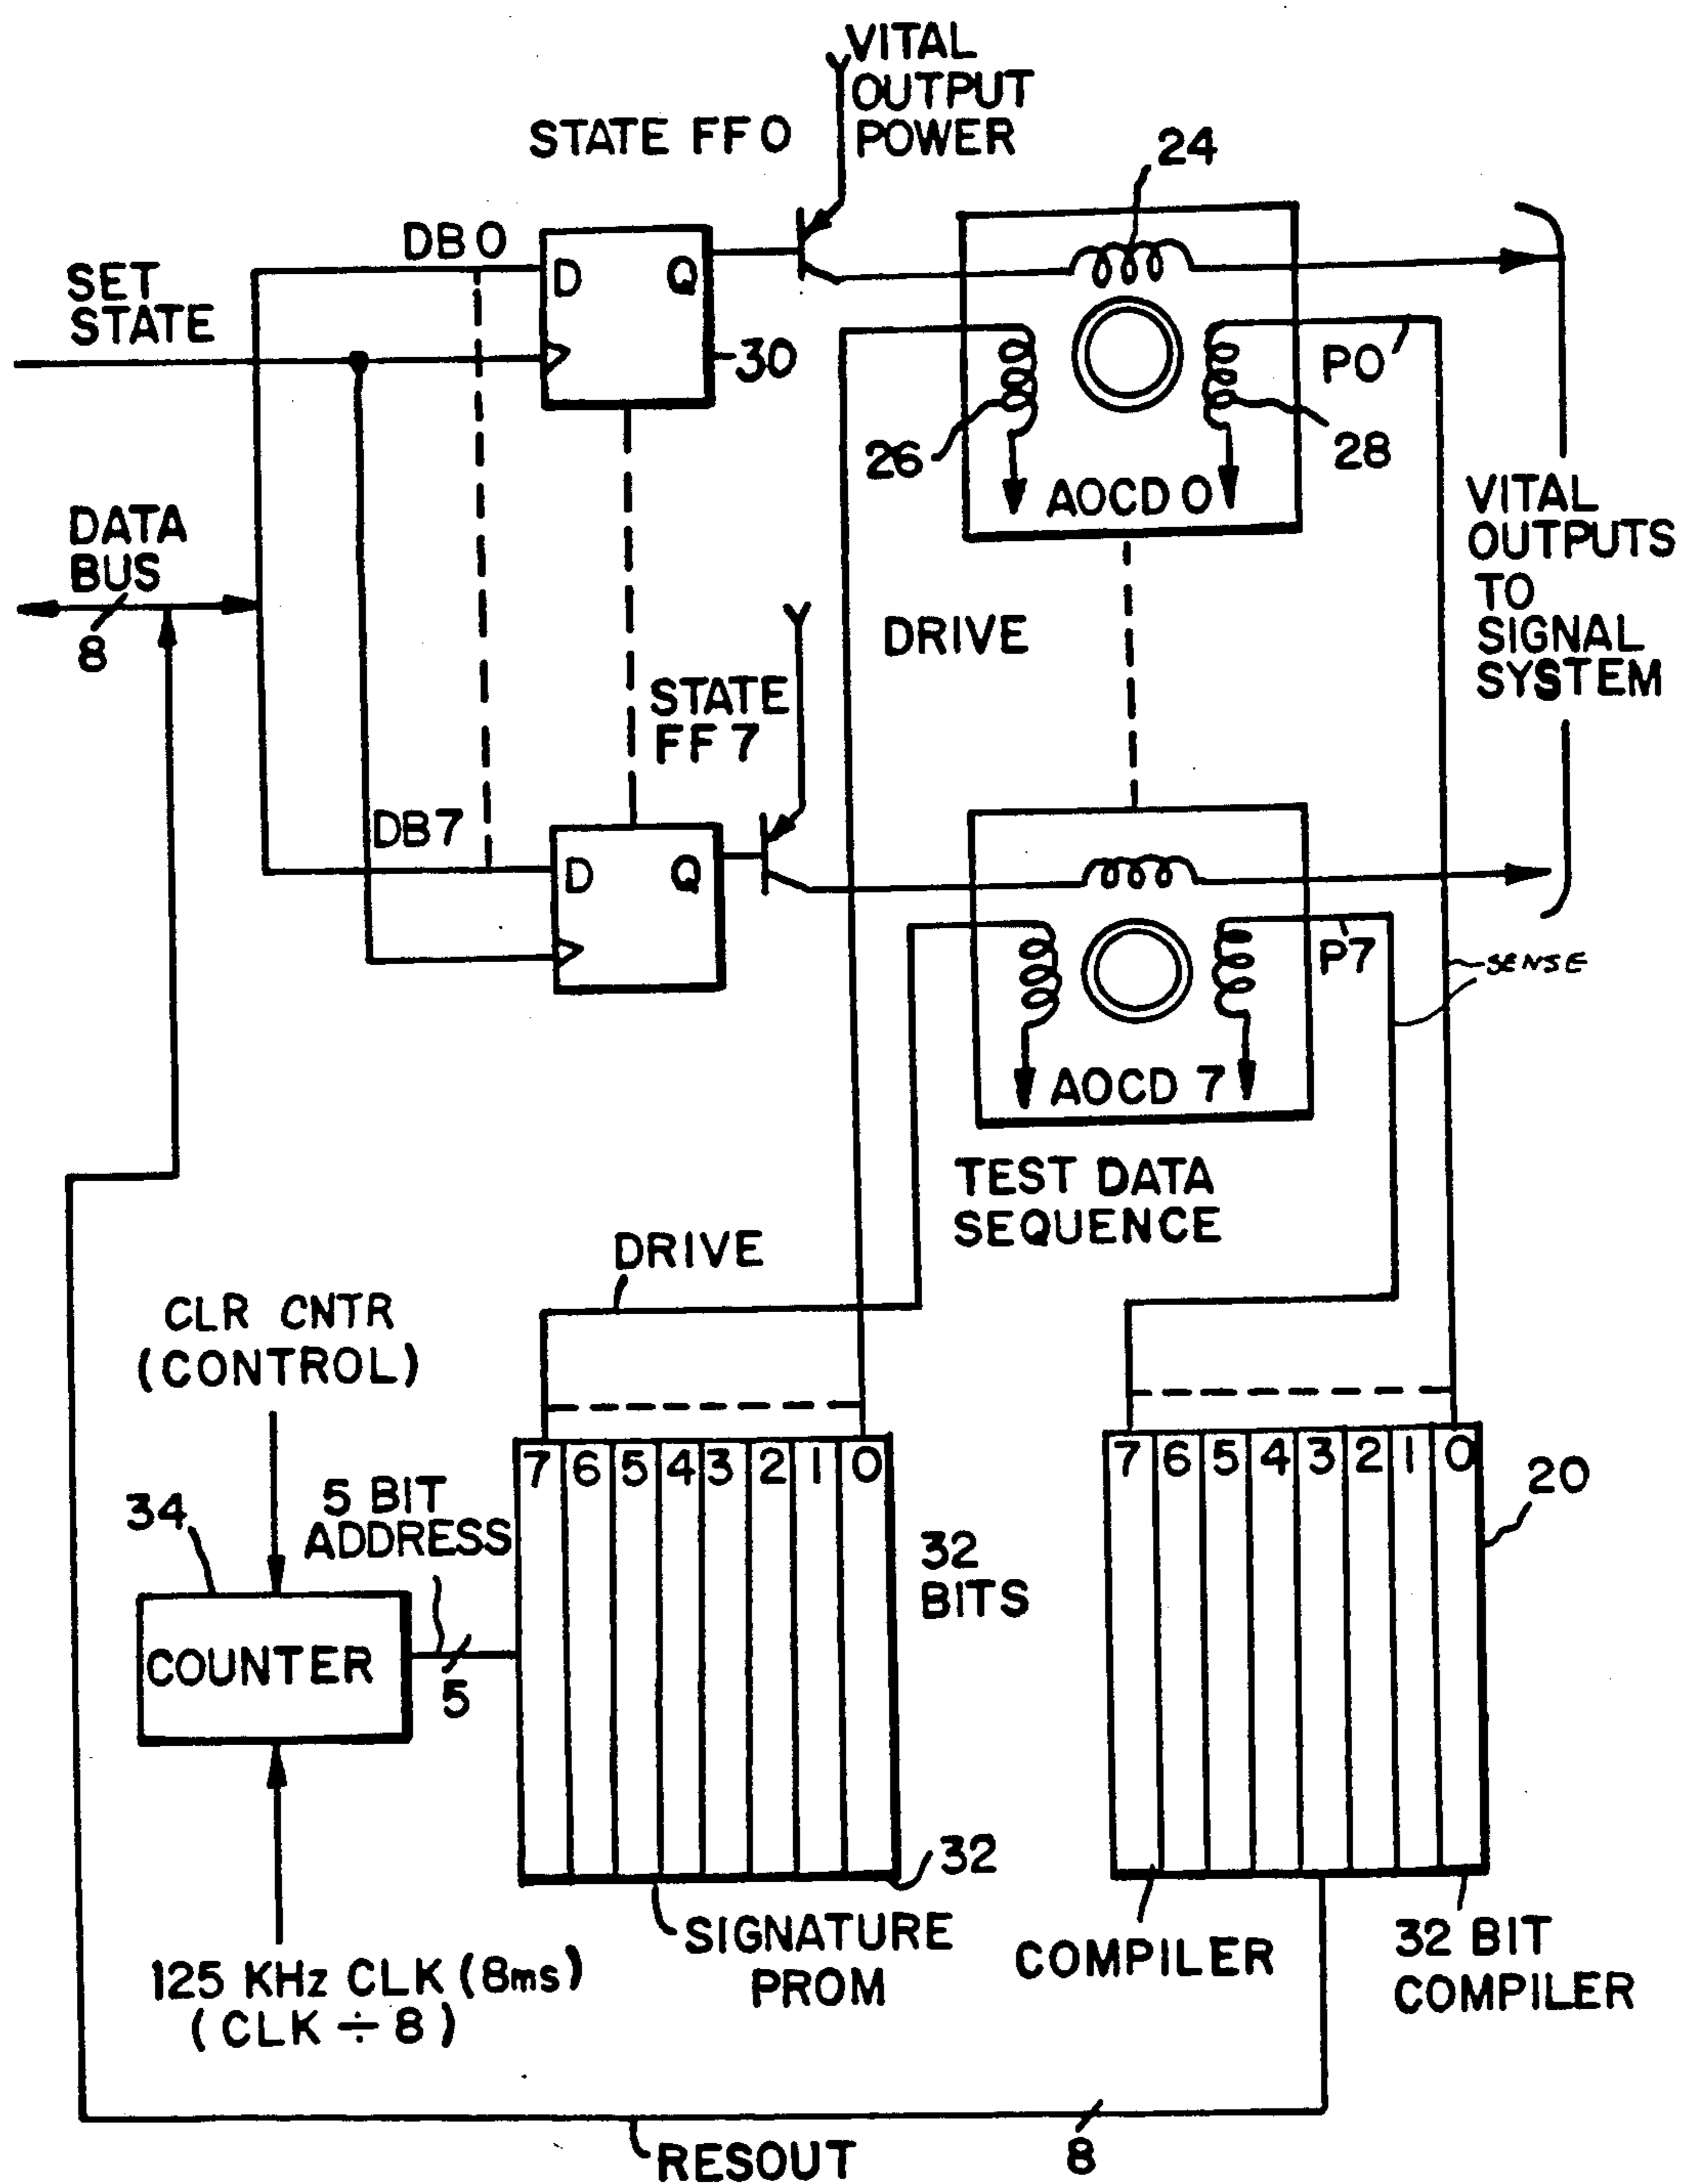 VITAL
OUTPUT
POWER
STATE FF0
24
DB0
SET
STATE
D
Q
30
P0
26
28
AOCD 0
DATA
BUS
8
VITAL
OUTPUTS
TO
SIGNAL
SYSTEM
DRIVE
STATE
FF 7
DB7
D
Q
P7
SENSE
AOCD 7
TEST DATA
SEQUENCE
DRIVE
CLR CNTR
(CONTROL)
7 6 5 4 3 2 1 0
7 6 5 4 3 2 1 0
20
34
5 BIT
ADDRESS
32
BITS
COUNTER
5
32
SIGNATURE
PROM
COMPILER
32 BIT
COMPILER
125 KHz CLK (8ms)
(CLK ÷ 8)
RESOUT
8